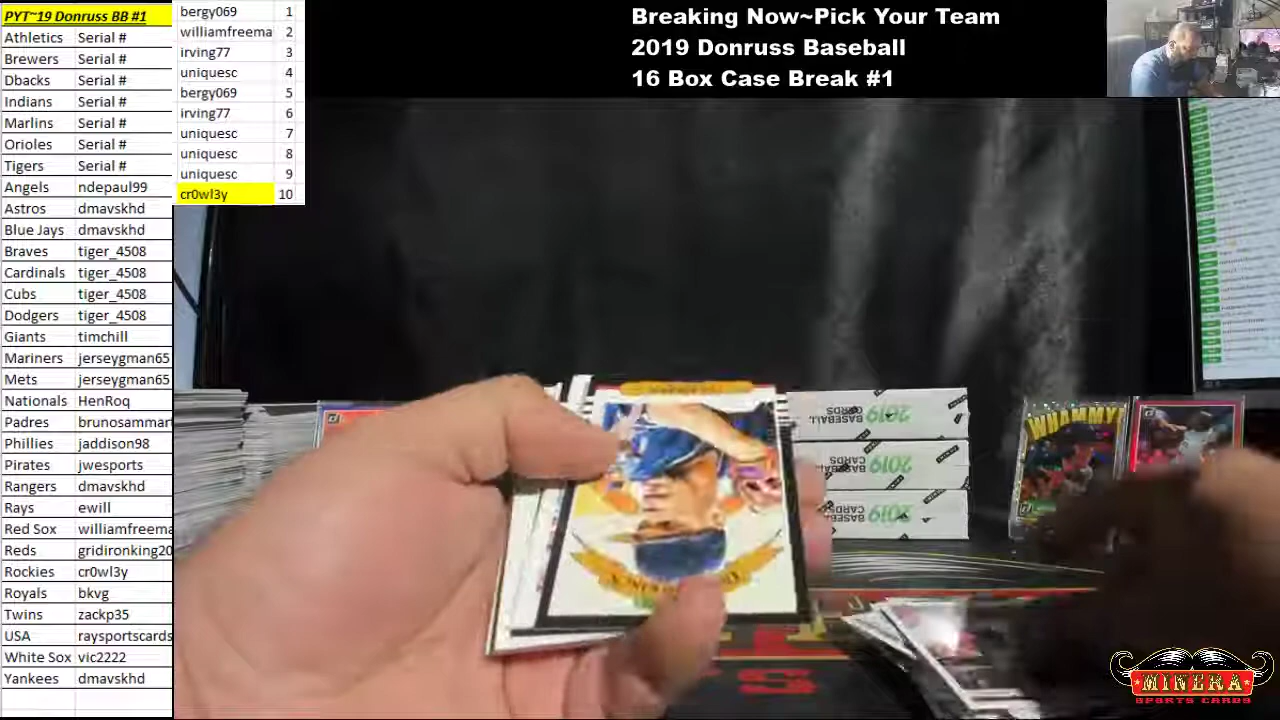 PYT~19 Donruss BB #1
Athletics Serial #
Brewers Serial #
Dbacks Serial #
Indians Serial #
Marlins Serial #
Orioles Serial #
Tigers Serial #
Angels ndepaul99
Astros dmavskhd
Blue Jays dmavskhd
Braves tiger_4508
Cardinals tiger_4508
Cubs tiger_4508
Dodgers tiger_4508
Giants timchill
Mariners jerseygman65
Mets jerseygman65
Nationals HenRoq
Padres brunosammar
Phillies jaddison98
Pirates jwesports
Rangers dmavskhd
Rays ewill
Red Sox williamfreema
Reds gridironking20
Rockies cr0wl3y
Royals bkvg
Twins zackp35
USA raysportscards
White Sox vic2222
Yankees dmavskhd
bergy069 1
williamfreema 2
irving77 3
uniquesc 4
bergy069 5
irving77 6
uniquesc 7
uniquesc 8
uniquesc 9
cr0wl3y 10
Breaking Now~Pick Your Team
2019 Donruss Baseball
16 Box Case Break #1
2019 BASEBALL CARDS
2019 BASEBALL CARDS
2019 BASEBALL CARDS
WHAMMY!
MINERA
SPORTS CARDS